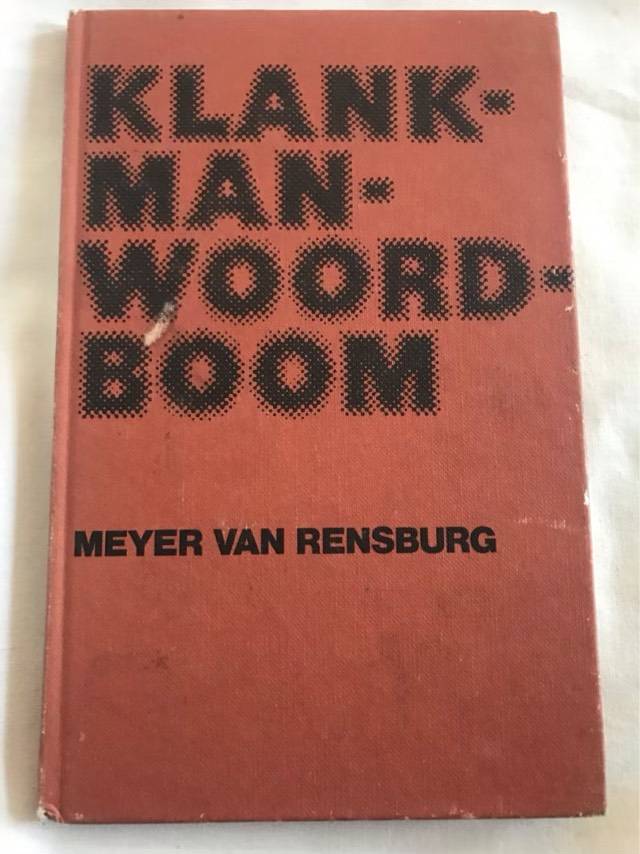 KLANK-
MAN-
WOORD-
BOOM
MEYER VAN RENSBURG